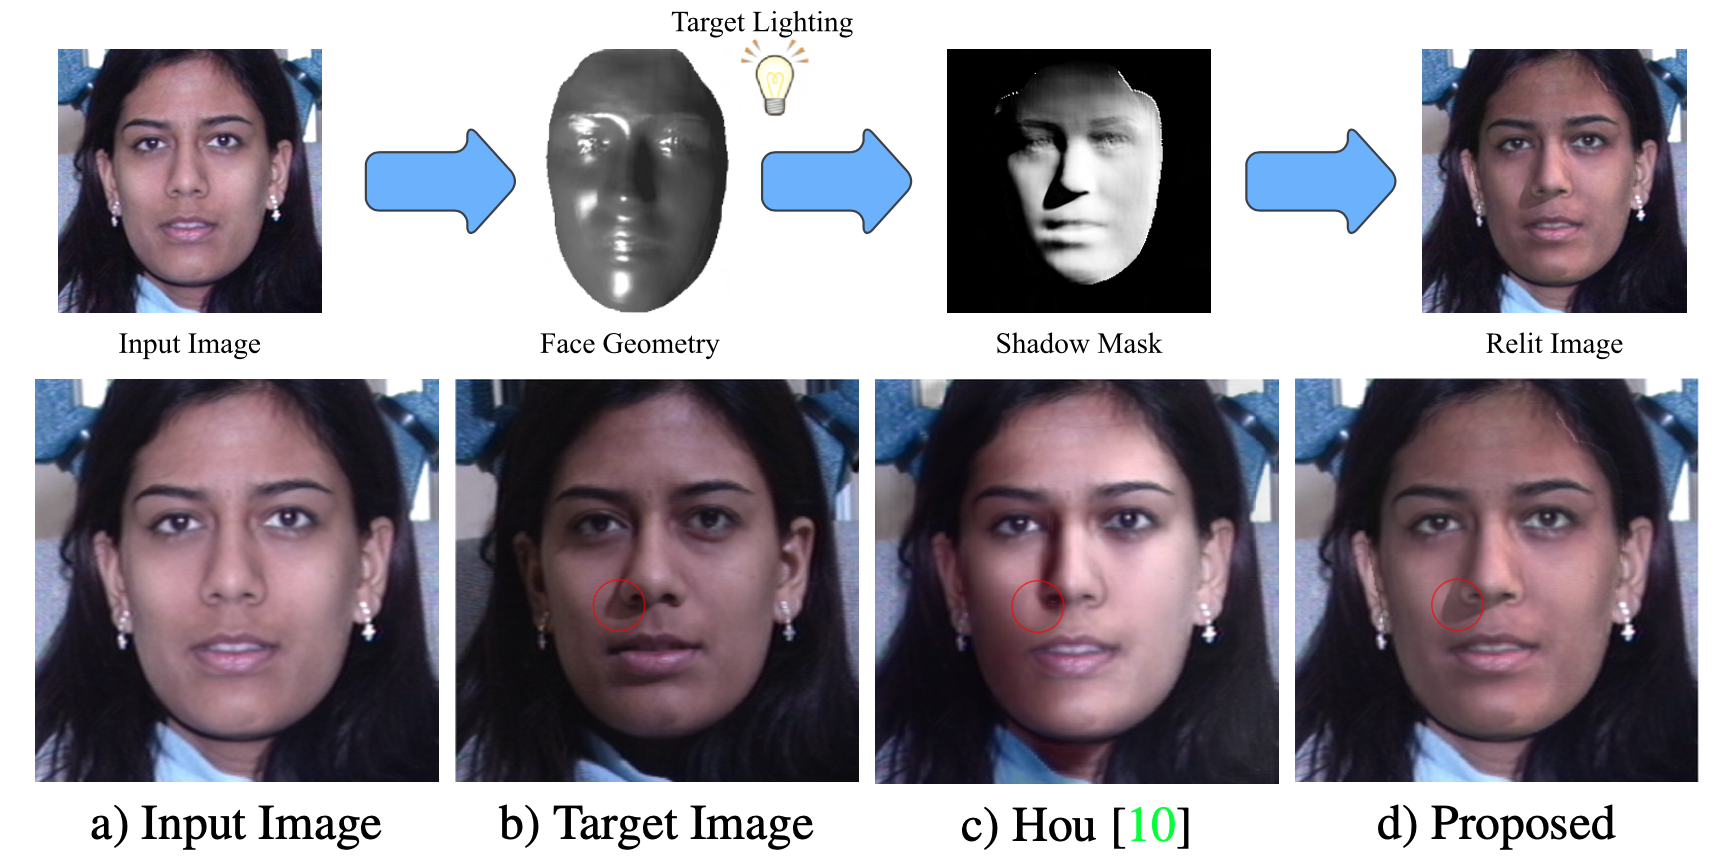 Target Lighting
Input Image
Face Geometry
Shadow Mask
Relit Image
a) Input Image
b) Target Image
c) Hou [10]
d) Proposed